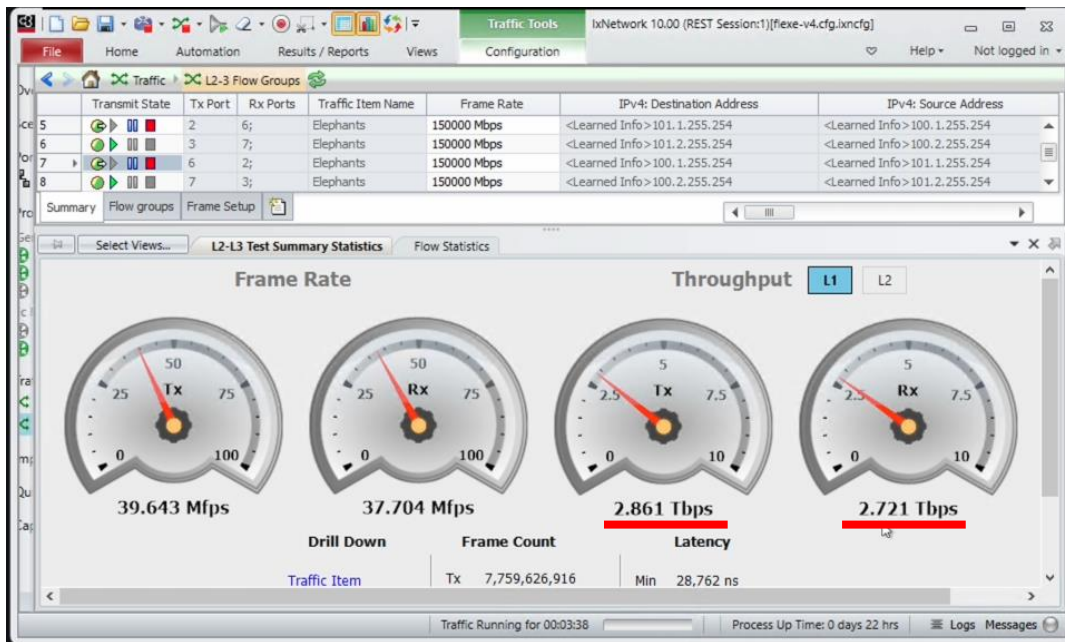 Traffic Tools
IxNetwork 10.00 (REST Session:1)[flexe-v4.cfg.ixncfg]
File Home Automation Results / Reports Views Configuration Help Not logged in
Traffic L2-3 Flow Groups
Transmit State Tx Port Rx Ports Traffic Item Name Frame Rate IPv4: Destination Address IPv4: Source Address
5 2 6; Elephants 150000 Mbps <Learned Info>101.1.255.254 <Learned Info>100.1.255.254
6 3 7; Elephants 150000 Mbps <Learned Info>101.2.255.254 <Learned Info>100.2.255.254
7 6 2; Elephants 150000 Mbps <Learned Info>100.1.255.254 <Learned Info>101.1.255.254
8 7 3; Elephants 150000 Mbps <Learned Info>100.2.255.254 <Learned Info>101.2.255.254
Summary Flow groups Frame Setup
Select Views... L2-L3 Test Summary Statistics Flow Statistics
Frame Rate Throughput L1 L2
50 50 5 5
25 Tx 75 25 Rx 75 2.5 Tx 7.5 2.5 Rx 7.5
0 100 0 100 0 10 0 10
39.643 Mfps 37.704 Mfps 2.861 Tbps 2.721 Tbps
Drill Down Frame Count Latency
Traffic Item Tx 7,759,626,916 Min 28,762 ns
Traffic Running for 00:03:38 Process Up Time: 0 days 22 hrs Logs Messages